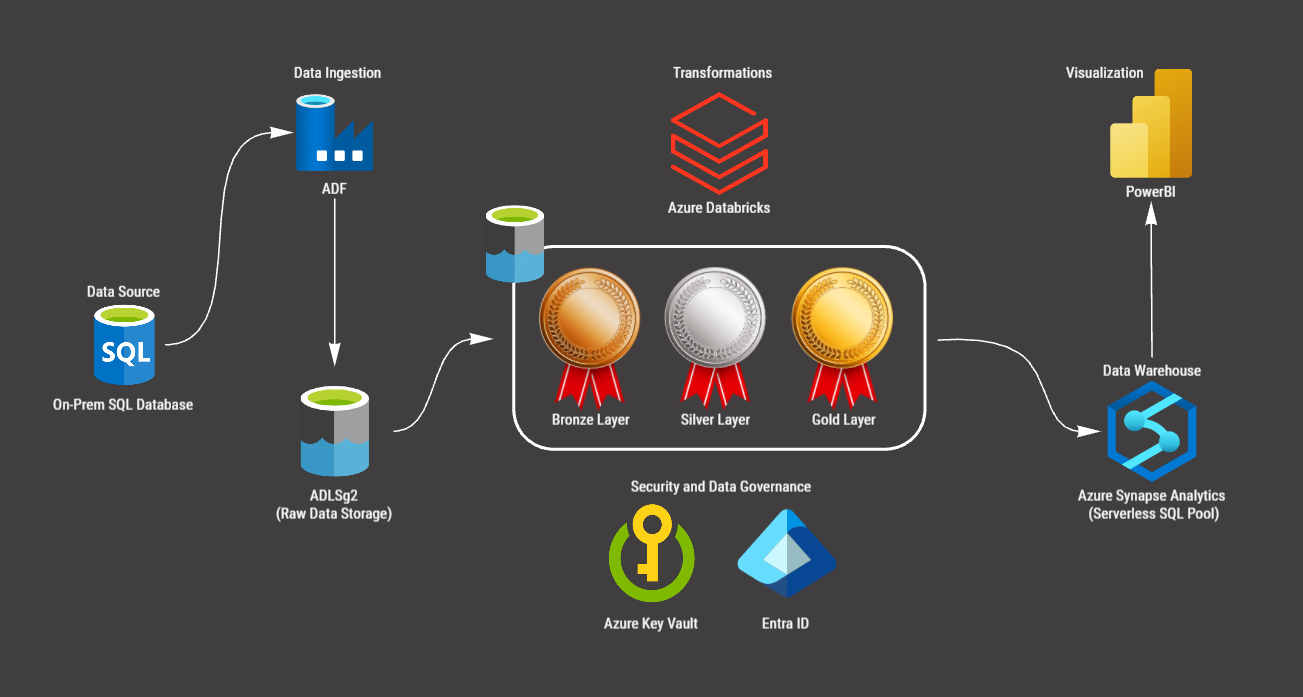 Data Ingestion
ADF
Data Source
SQL
On-Prem SQL Database
ADLSg2
(Raw Data Storage)
Transformations
Azure Databricks
Bronze Layer
Silver Layer
Gold Layer
Security and Data Governance
Azure Key Vault
Entra ID
Visualization
PowerBI
Data Warehouse
Azure Synapse Analytics
(Serverless SQL Pool)